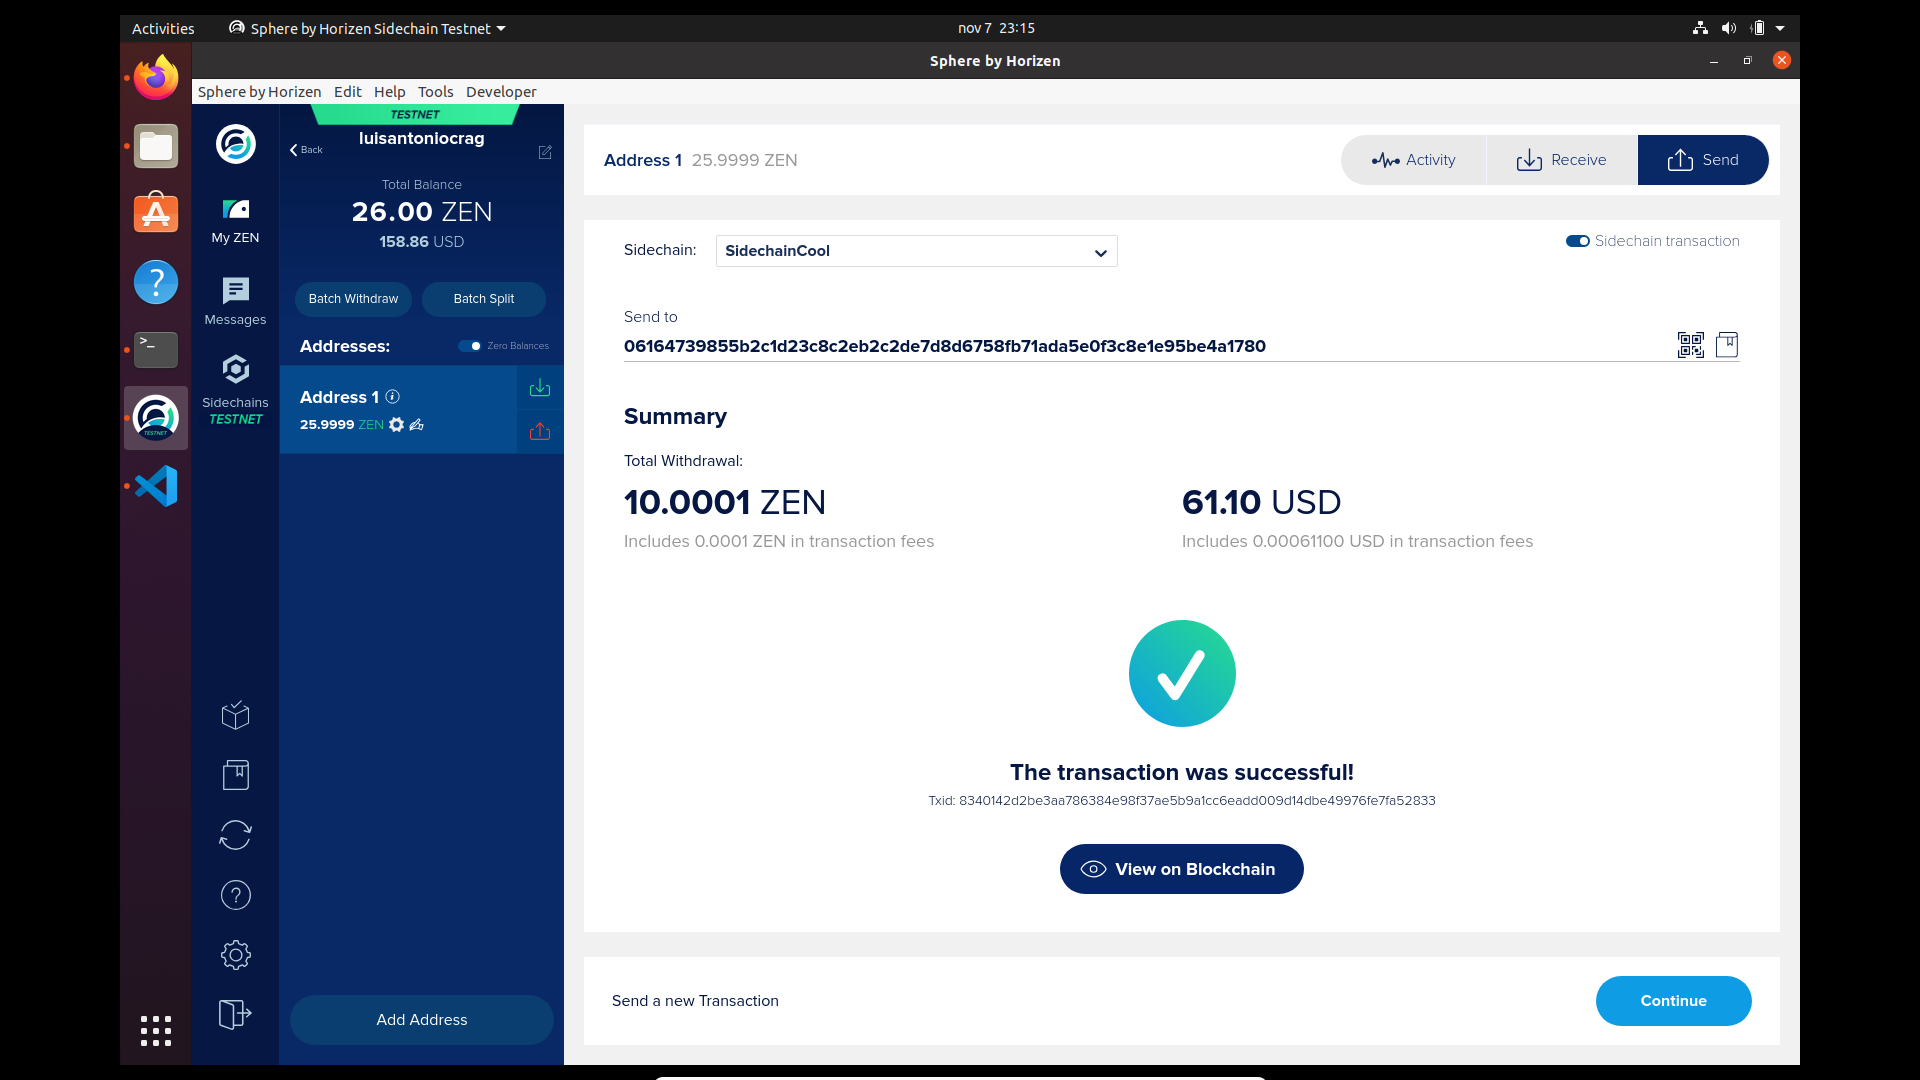 Activities
Sphere by Horizen Sidechain Testnet
nov 7 23:15
Sphere by Horizen
Sphere by Horizen Edit Help Tools Developer
My ZEN
Messages
Sidechains
TESTNET
TESTNET
Back
luisantoniocrag
Total Balance
26.00 ZEN
158.86 USD
Batch Withdraw
Batch Split
Addresses:
Zero Balances
Address 1
25.9999 ZEN
Add Address
Address 1 25.9999 ZEN
Activity
Receive
Send
Sidechain:
SidechainCool
Sidechain transaction
Send to
06164739855b2c1d23c8c2eb2c2de7d8d6758fb71ada5e0f3c8e1e95be4a1780
Summary
Total Withdrawal:
10.0001 ZEN
Includes 0.0001 ZEN in transaction fees
61.10 USD
Includes 0.00061100 USD in transaction fees
The transaction was successful!
Txid: 8340142d2be3aa786384e98f37ae5b9a1cc6eadd009d14dbe49976fe7fa52833
View on Blockchain
Send a new Transaction
Continue
TESTNET